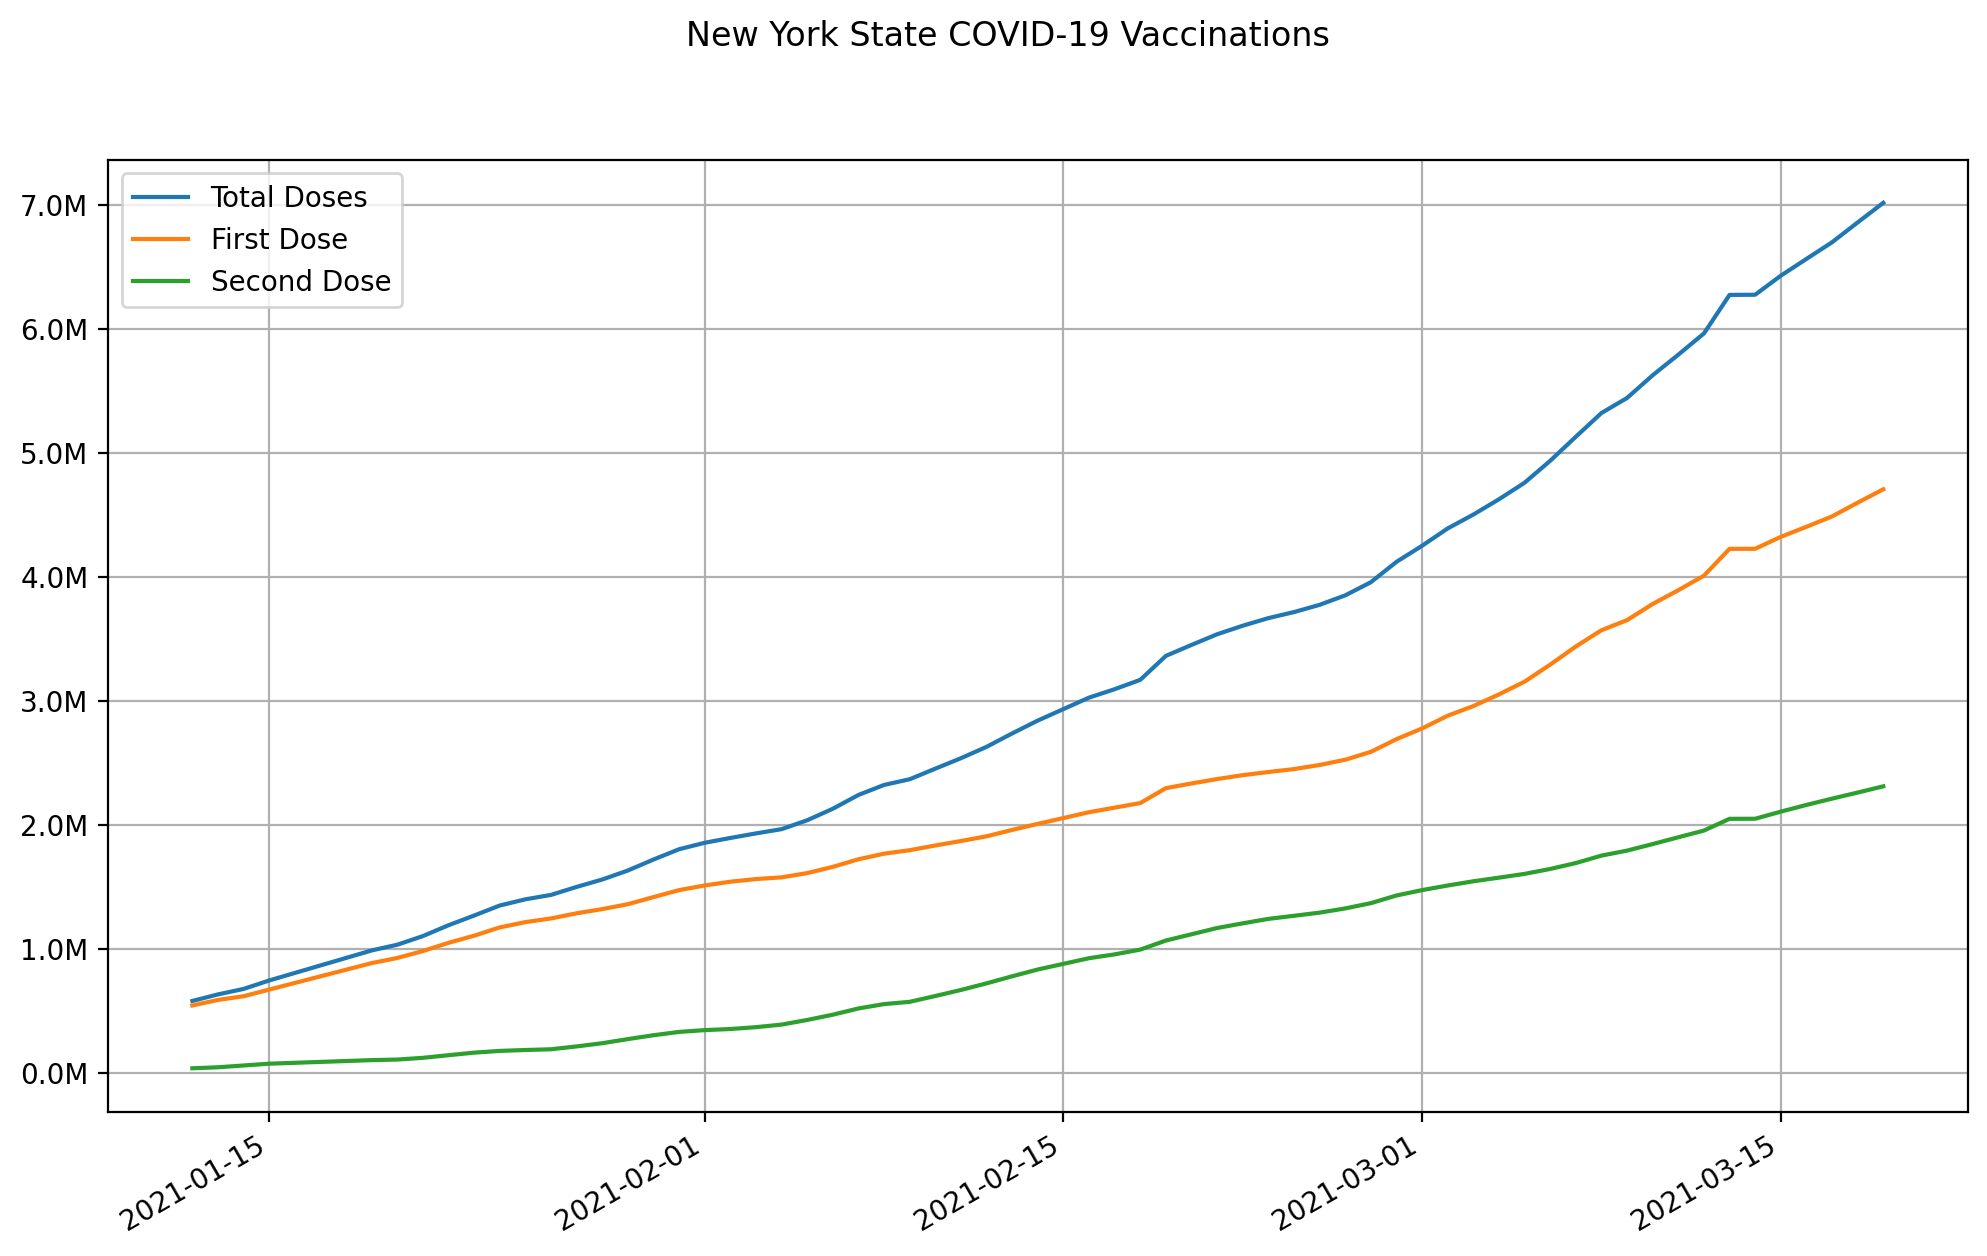 New York State COVID-19 Vaccinations
Total Doses
First Dose
Second Dose
7.0M
6.0M
5.0M
4.0M
3.0M
2.0M
1.0M
0.0M
2021-01-15
2021-02-01
2021-02-15
2021-03-01
2021-03-15